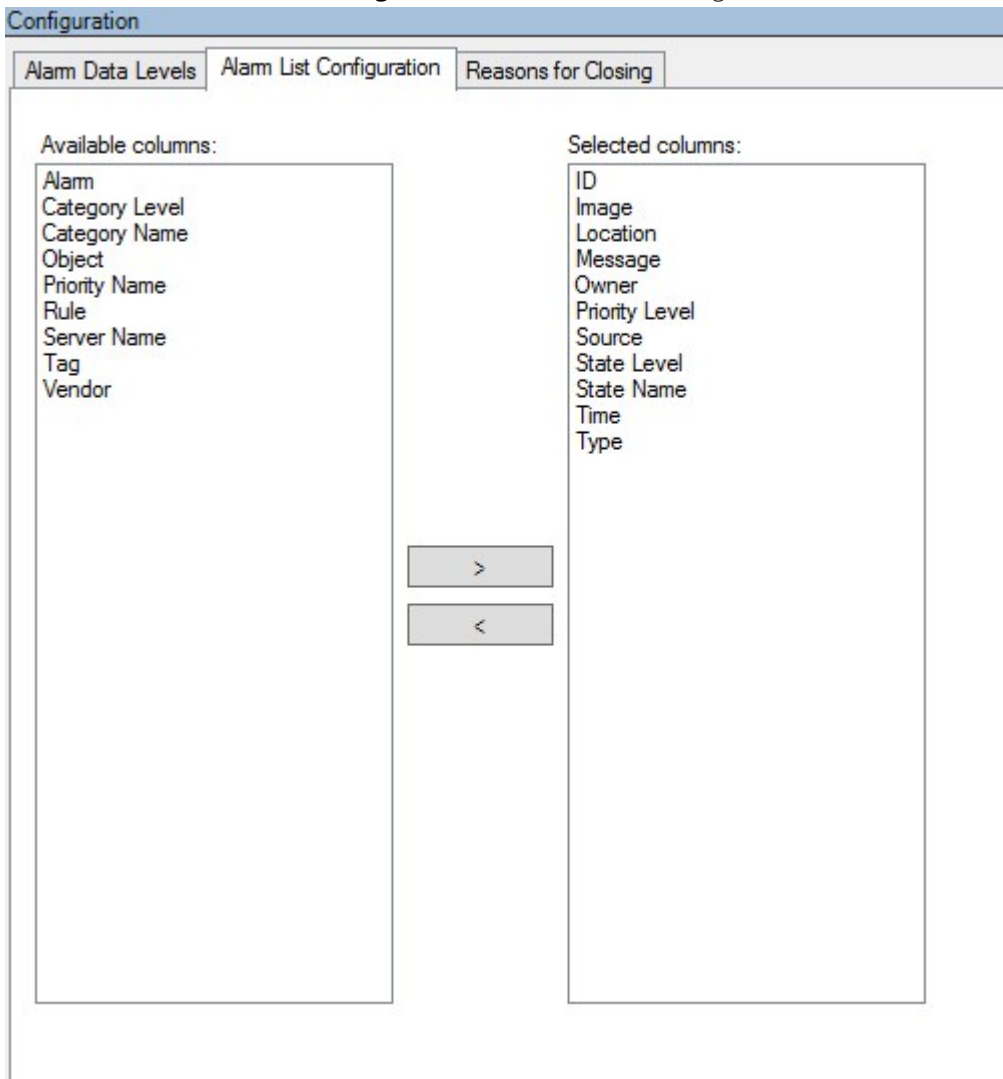 Configuration
Alarm Data Levels
Alarm List Configuration
Reasons for Closing
Available columns:
Alarm
Category Level
Category Name
Object
Priority Name
Rule
Server Name
Tag
Vendor
>
<
Selected columns:
ID
Image
Location
Message
Owner
Priority Level
Source
State Level
State Name
Time
Type